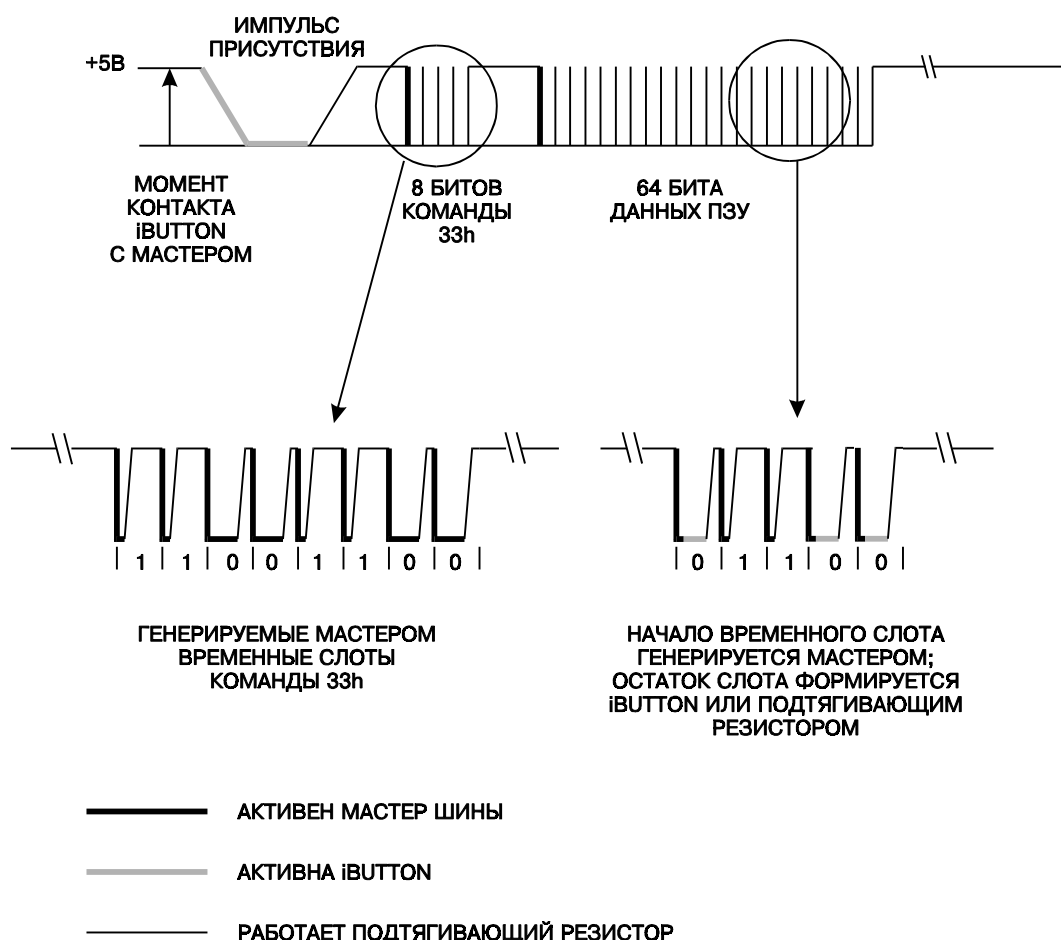 ИМПУЛЬС
ПРИСУТСТВИЯ
+5В
МОМЕНТ
КОНТАКТА
iBUTTON
С МАСТЕРОМ
8 БИТОВ
КОМАНДЫ
33h
64 БИТА
ДАННЫХ ПЗУ
| 1 | 1 | 0 | 0 | 1 | 1 | 0 | 0 |
| 0 | 1 | 1 | 0 | 0 |
ГЕНЕРИРУЕМЫЕ МАСТЕРОМ
ВРЕМЕННЫЕ СЛОТЫ
КОМАНДЫ 33h
НАЧАЛО ВРЕМЕННОГО СЛОТА
ГЕНЕРИРУЕТСЯ МАСТЕРОМ;
ОСТАТОК СЛОТА ФОРМИРУЕТСЯ
iBUTTON ИЛИ ПОДТЯГИВАЮЩИМ
РЕЗИСТОРОМ
АКТИВЕН МАСТЕР ШИНЫ
АКТИВНА iBUTTON
РАБОТАЕТ ПОДТЯГИВАЮЩИЙ РЕЗИСТОР